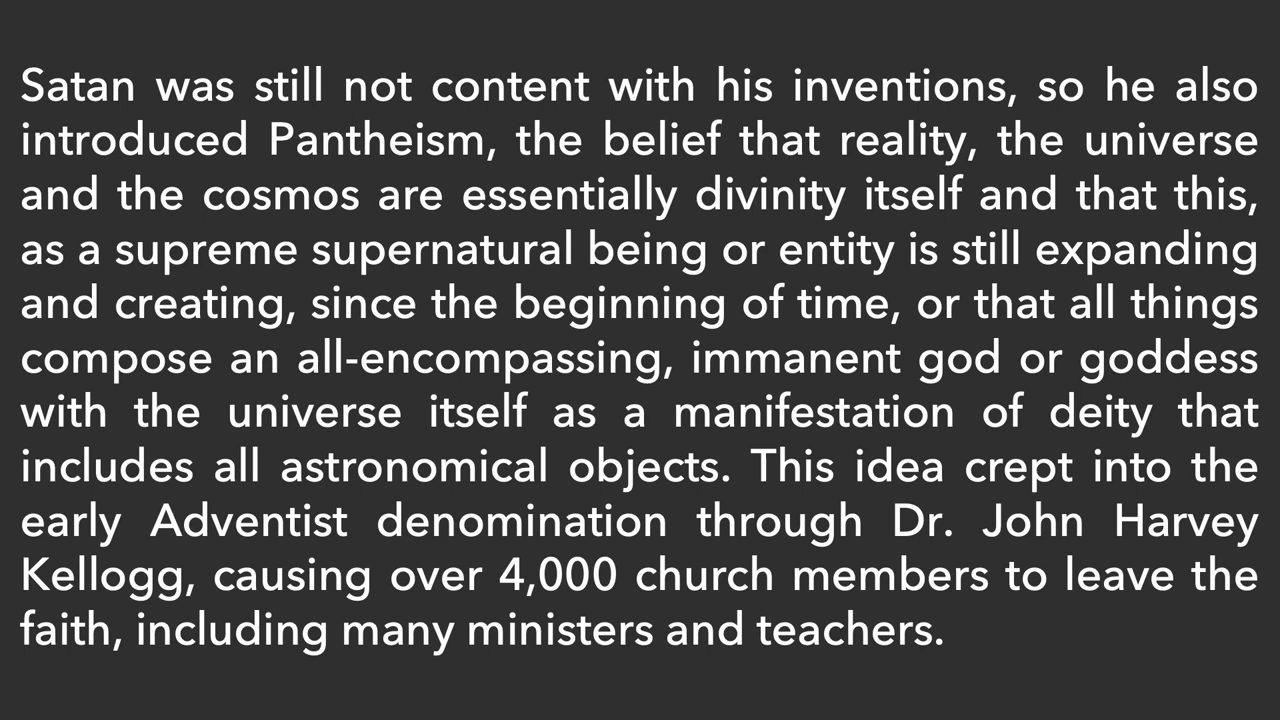 Satan was still not content with his inventions, so he also
introduced Pantheism, the belief that reality, the universe
and the cosmos are essentially divinity itself and that this,
as a supreme supernatural being or entity is still expanding
and creating, since the beginning of time, or that all things
compose an all-encompassing, immanent god or goddess
with the universe itself as a manifestation of deity that
includes all astronomical objects. This idea crept into the
early Adventist denomination through Dr. John Harvey
Kellogg, causing over 4,000 church members to leave the
faith, including many ministers and teachers.